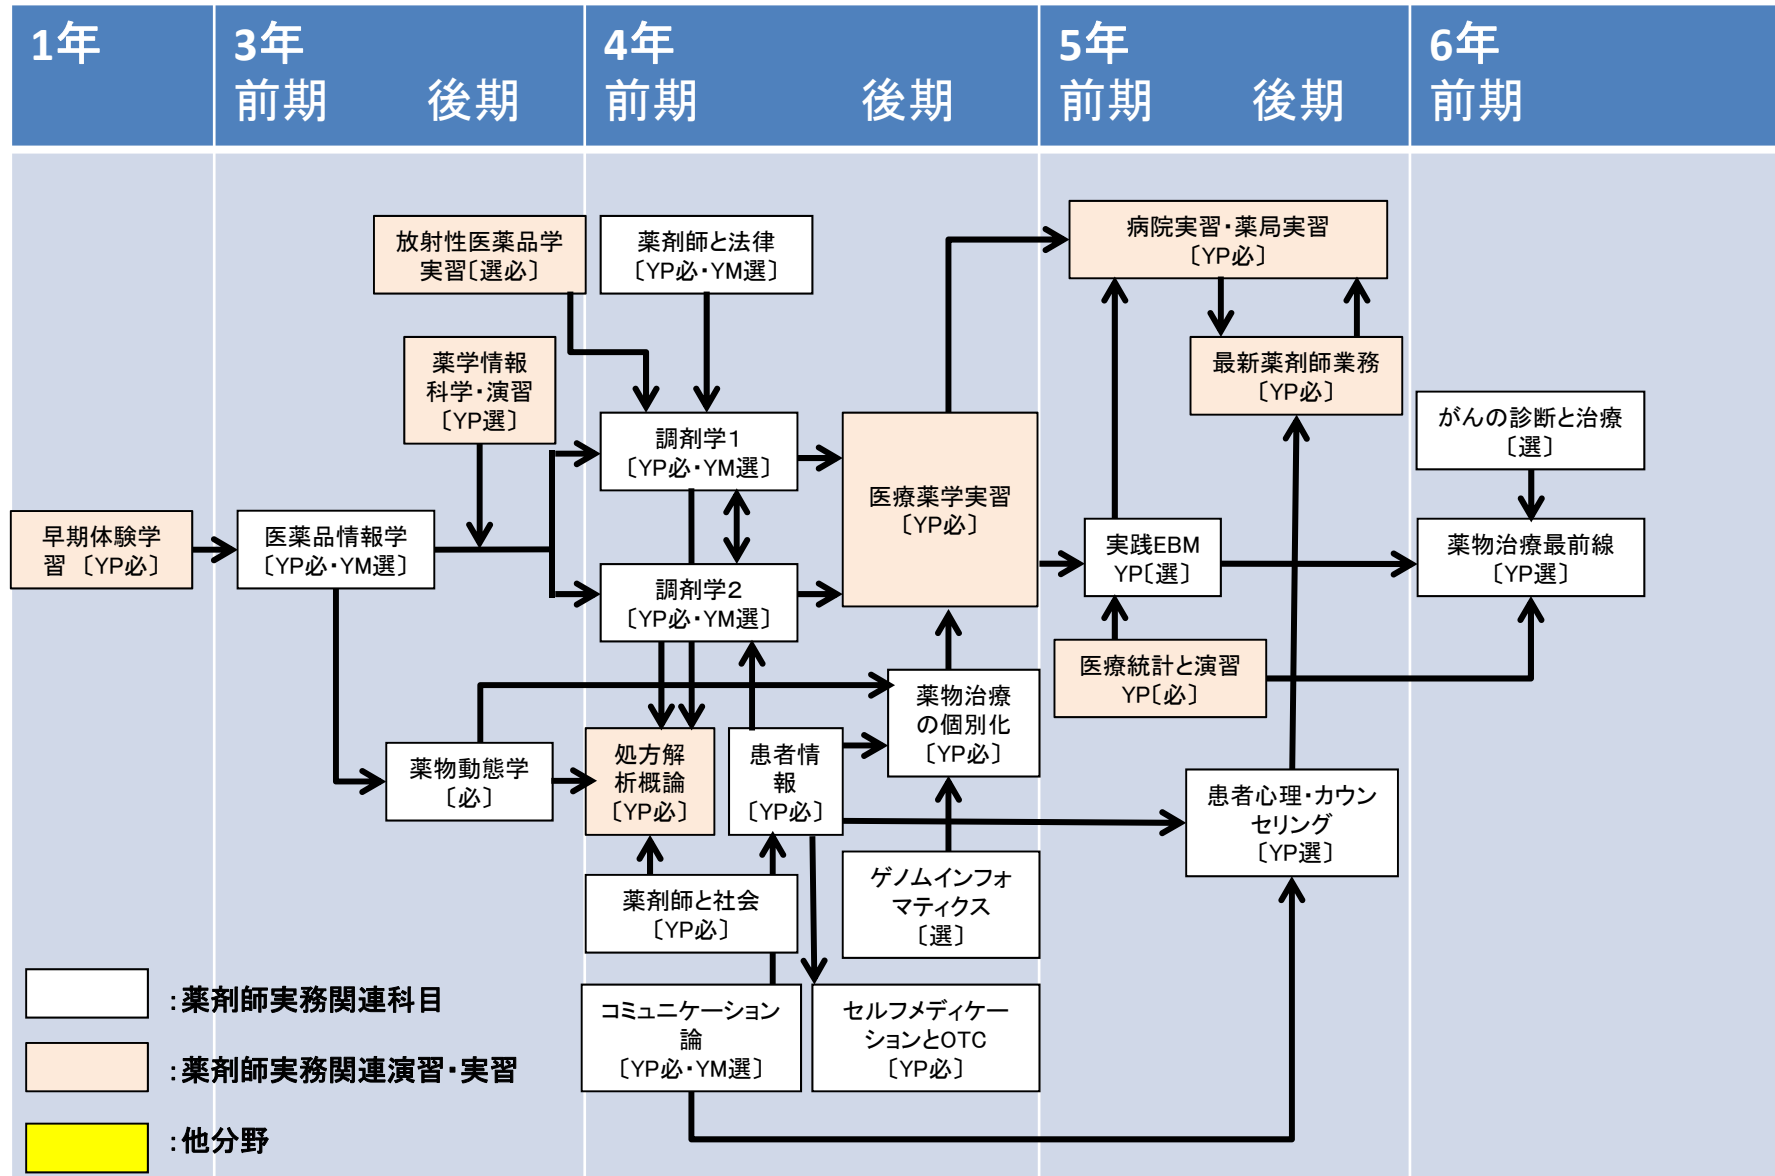 1年
3年
前期
後期
4年
前期
後期
5年
前期
後期
6年
前期
放射性医薬品学
実習〔選必〕
薬剤師と法律
〔YP必・YM選〕
病院実習・薬局実習
〔YP必〕
薬学情報
科学・演習
〔YP選〕
最新薬剤師業務
〔YP必〕
調剤学1
〔YP必・YM選〕
医療薬学実習
〔YP必〕
がんの診断と治療
〔選〕
早期体験学
習 〔YP必〕
医薬品情報学
〔YP必・YM選〕
調剤学2
〔YP必・YM選〕
実践EBM
YP〔選〕
薬物治療最前線
〔YP選〕
医療統計と演習
YP〔必〕
薬物治療
の個別化
〔YP必〕
薬物動態学
〔必〕
処方解
析概論
〔YP必〕
患者情
報
〔YP必〕
患者心理・カウン
セリング
〔YP選〕
薬剤師と社会
〔YP必〕
ゲノムインフォ
マティクス
〔選〕
コミュニケーション
論
〔YP必・YM選〕
セルフメディケー
ションとOTC
〔YP必〕
：薬剤師実務関連科目
：薬剤師実務関連演習・実習
：他分野